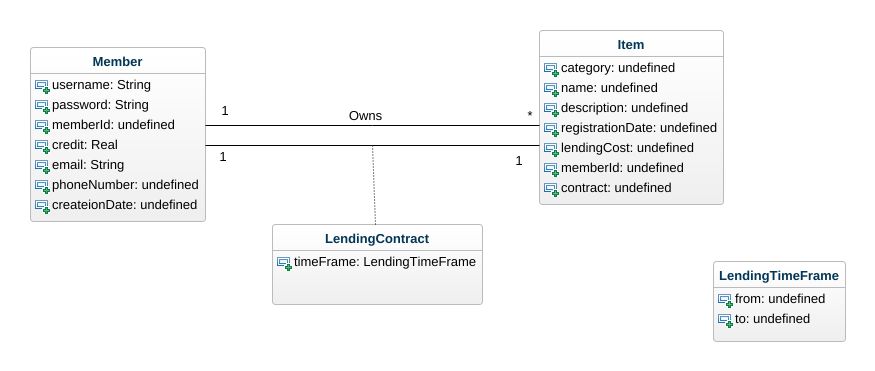 Member
username: String
password: String
memberId: undefined
credit: Real
email: String
phoneNumber: undefined
createionDate: undefined
1
Owns
*
1
1
Item
category: undefined
name: undefined
description: undefined
registrationDate: undefined
lendingCost: undefined
memberId: undefined
contract: undefined
LendingContract
timeFrame: LendingTimeFrame
LendingTimeFrame
from: undefined
to: undefined